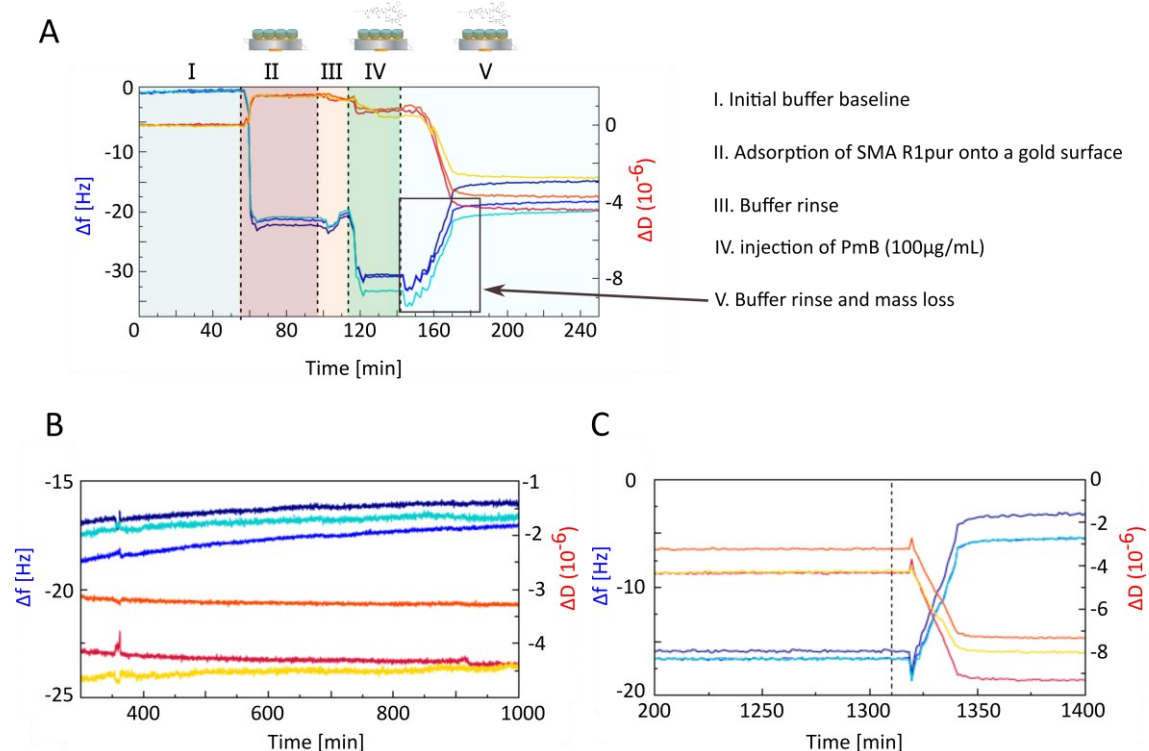 A
I II III IV V
0
-10
-20
-30
Δf [Hz]
0
-4
-8
ΔD (10⁻⁶)
0 40 80 120 160 200 240
Time [min]
I. Initial buffer baseline
II. Adsorption of SMA R1pur onto a gold surface
III. Buffer rinse
IV. injection of PmB (100µg/mL)
V. Buffer rinse and mass loss
B
-15
-20
-25
Δf [Hz]
-1
-2
-3
-4
ΔD (10⁻⁶)
400 600 800 1000
Time [min]
C
0
-10
-20
Δf [Hz]
0
-2
-4
-6
-8
ΔD (10⁻⁶)
200 1250 1300 1350 1400
Time [min]